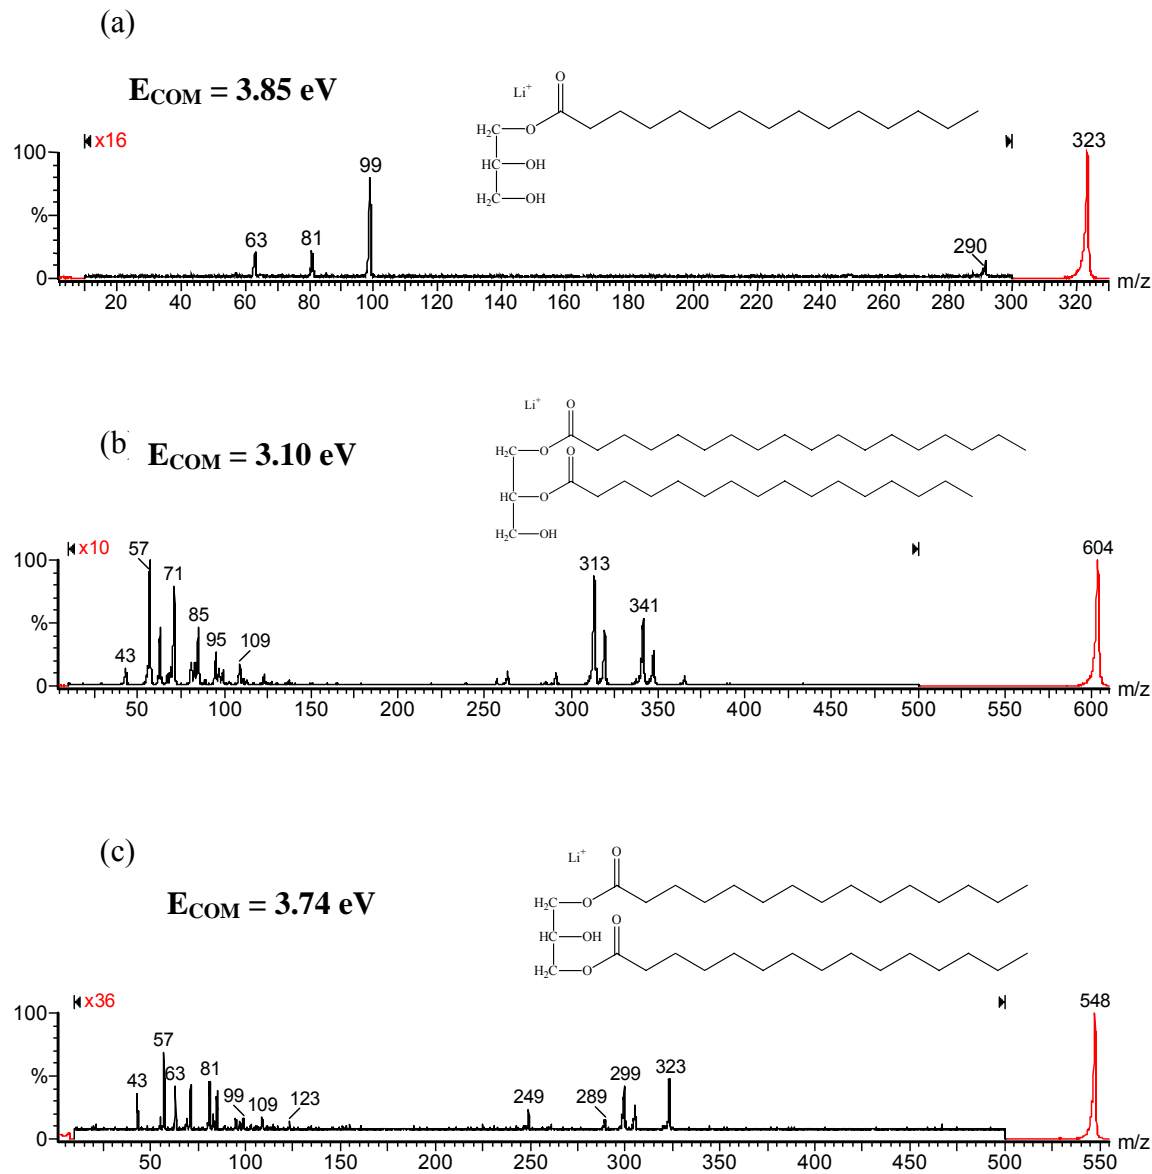 (a)
E_COM = 3.85 eV
Li+
O
H2C
O
HC
OH
H2C
OH
x16
100
%
0
63
81
99
290
323
20 40 60 80 100 120 140 160 180 200 220 240 260 280 300 320
m/z
(b)
E_COM = 3.10 eV
Li+
O
H2C
O
O
HC
O
H2C
OH
x10
100
%
0
43
57
71
85
95
109
313
341
604
50 100 150 200 250 300 350 400 450 500 550 600
m/z
(c)
E_COM = 3.74 eV
Li+
O
H2C
O
O
HC
OH
H2C
O
x36
100
%
0
43
57
63
81
99
109
123
249
289
299
323
548
50 100 150 200 250 300 350 400 450 500 550
m/z